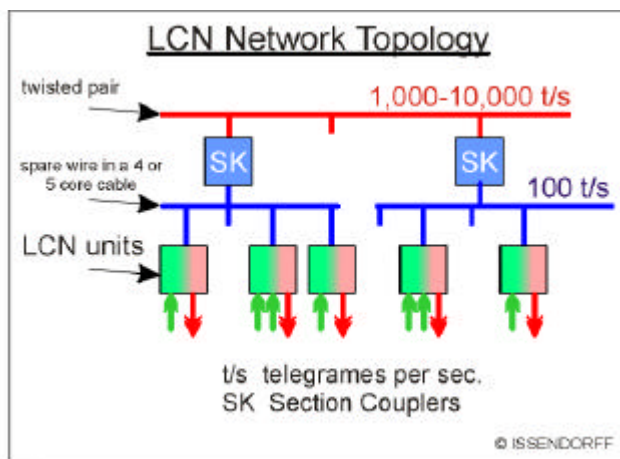 LCN Network Topology
twisted pair
1,000-10,000 t/s
SK
SK
spare wire in a 4 or
5 core cable
100 t/s
LCN units
t/s telegrames per sec.
SK Section Couplers
© ISSENDORFF